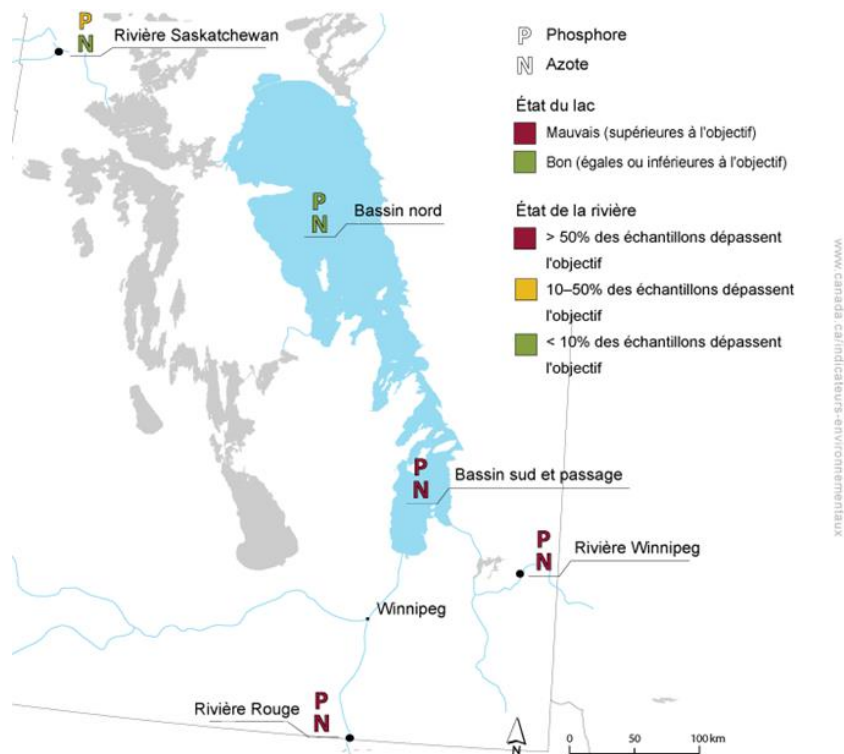 P
N
Rivière Saskatchewan
P Phosphore
N Azote
État du lac
Mauvais (supérieures à l'objectif)
Bon (égales ou inférieures à l'objectif)
État de la rivière
> 50% des échantillons dépassent
l'objectif
10–50% des échantillons dépassent
l'objectif
< 10% des échantillons dépassent
l'objectif
P
N
Bassin nord
P
N
Bassin sud et passage
P
N
Rivière Winnipeg
Winnipeg
P
N
Rivière Rouge
N
0 50 100 km
www.canada.ca/indicateurs-environnementaux